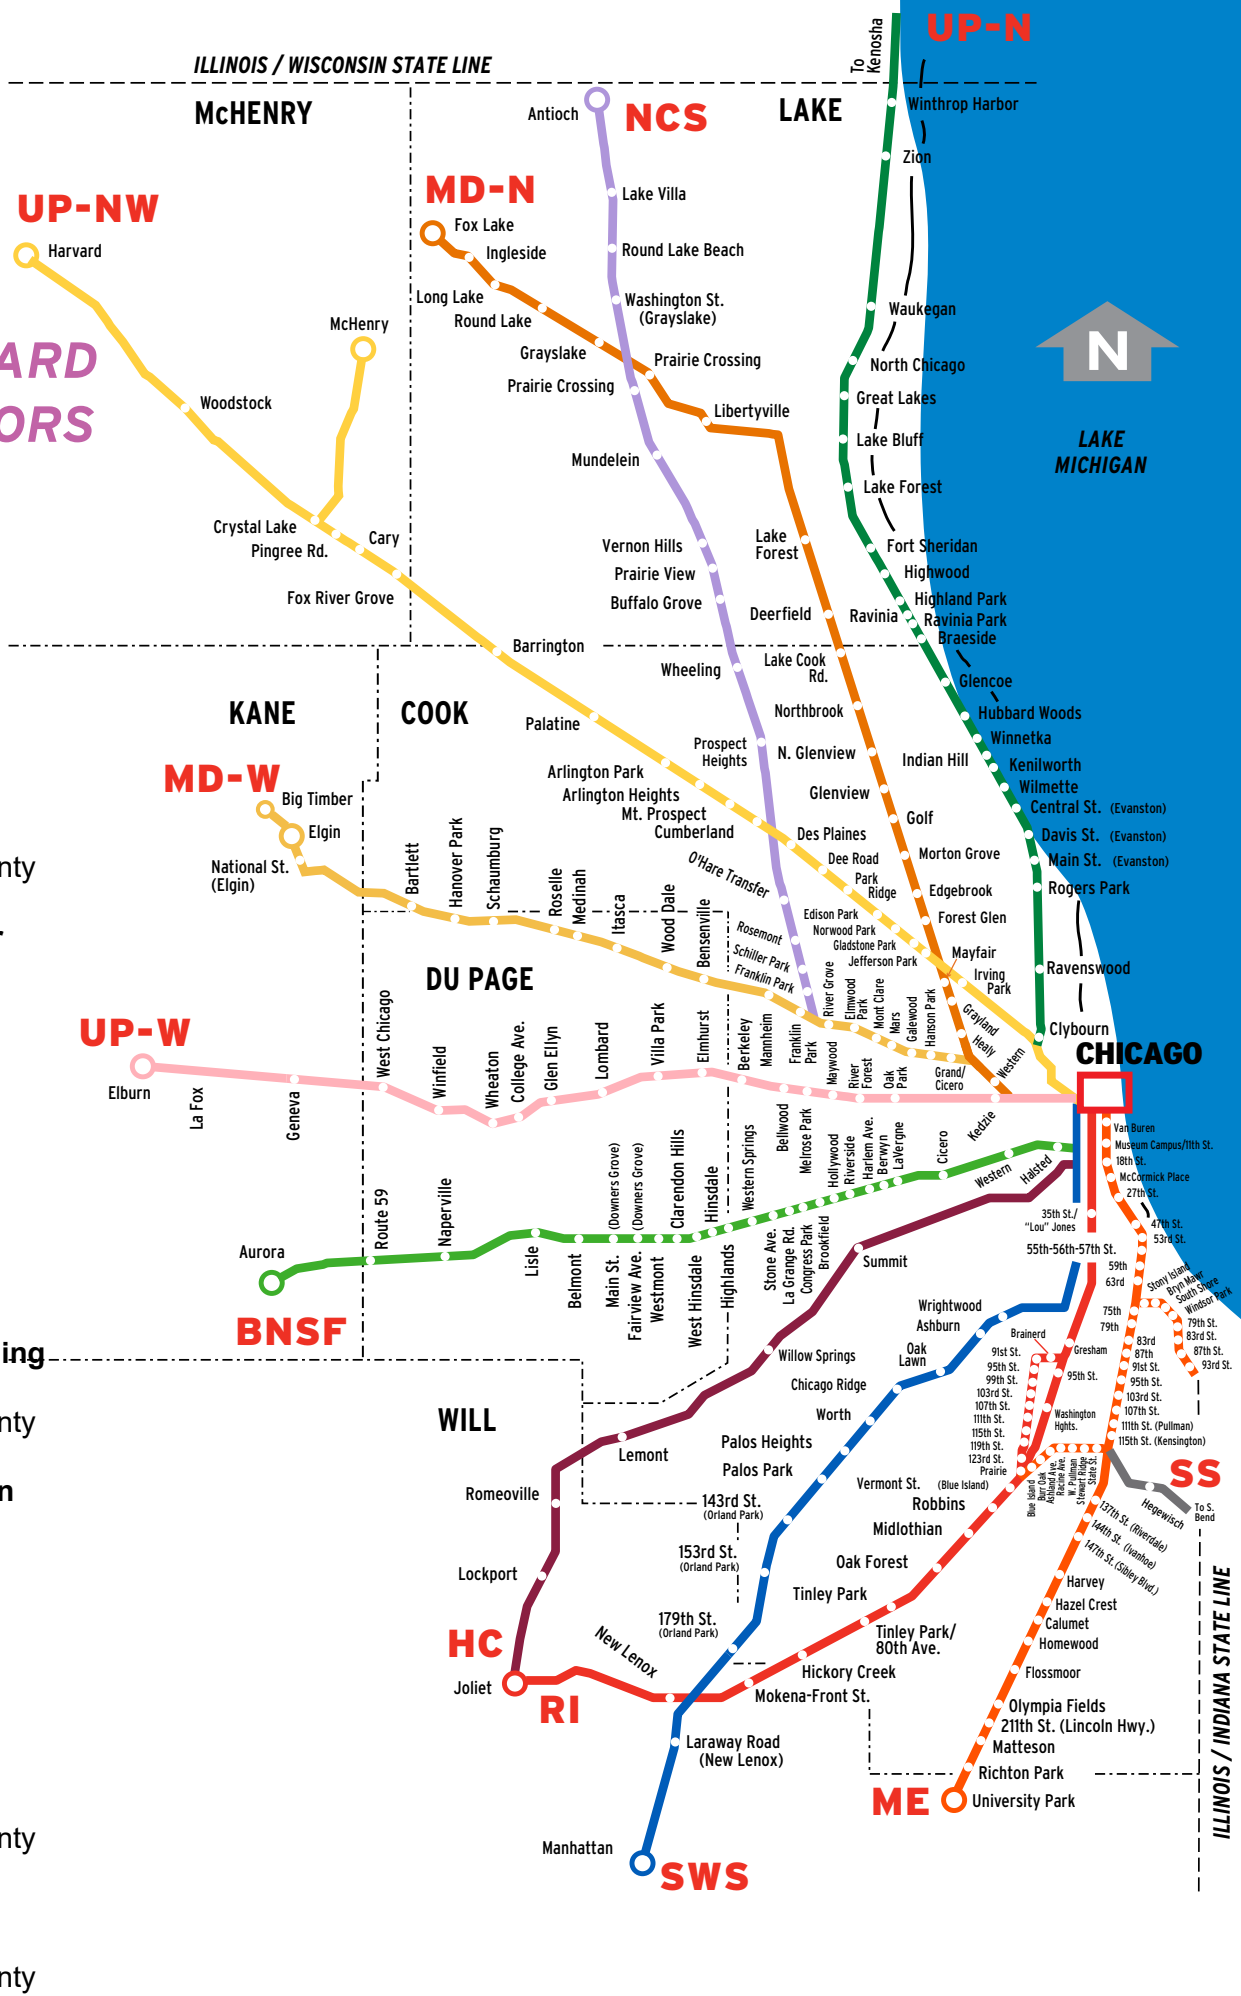 UP-N
To
Kenosha
ILLINOIS / WISCONSIN STATE LINE
McHENRY
LAKE
Antioch
NCS
Winthrop Harbor
Zion
MD-N
Lake Villa
UP-NW
Fox Lake
Harvard
Ingleside
Round Lake Beach
Long Lake
Washington St.
(Grayslake)
Round Lake
Waukegan
McHenry
Grayslake
Prairie Crossing
North Chicago
N
ARD
Prairie Crossing
Great Lakes
Woodstock
Libertyville
ORS
Lake Bluff
LAKE
MICHIGAN
Mundelein
Lake Forest
Crystal Lake
Pingree Rd.
Cary
Vernon Hills
Lake
Forest
Fort Sheridan
Prairie View
Highwood
Fox River Grove
Buffalo Grove
Deerfield
Ravinia
Highland Park
Ravinia Park
Braeside
Barrington
Wheeling
Lake Cook
Rd.
Glencoe
KANE
COOK
Palatine
Northbrook
Hubbard Woods
Winnetka
Prospect
Heights
N. Glenview
Indian Hill
Kenilworth
MD-W
Arlington Park
Arlington Heights
Glenview
Wilmette
Big Timber
Mt. Prospect
Golf
Central St. (Evanston)
Elgin
Cumberland
Des Plaines
Davis St. (Evanston)
National St.
(Elgin)
nty
Dee Road
Morton Grove
Main St. (Evanston)
Bartlett
Hanover Park
Schaumburg
Roselle
Medinah
Itasca
Wood Dale
Bensenville
O'Hare Transfer
Park
Ridge
Edgebrook
Rogers Park
Rosemont
Schiller Park
Franklin Park
Edison Park
Norwood Park
Gladstone Park
Jefferson Park
Forest Glen
Mayfair
Irving
Park
Ravenswood
DU PAGE
River Grove
Elmwood
Park
Mont Clare
Mars
Galewood
Hanson Park
Grayland
Healy
Western
Clybourn
UP-W
CHICAGO
Elburn
La Fox
Geneva
West Chicago
Winfield
Wheaton
College Ave.
Glen Ellyn
Lombard
Villa Park
Elmhurst
Berkeley
Mannheim
Franklin
Park
Bellwood
Melrose Park
Maywood
River
Forest
Oak
Park
Grand/
Cicero
Kedzie
Van Buren
Museum Campus/11th St.
18th St.
McCormick Place
27th St.
47th St.
53rd St.
35th St./
"Lou" Jones
55th-56th-57th St.
59th
63rd
Aurora
Route 59
Naperville
Lisle
Belmont
Main St.
(Downers Grove)
Fairview Ave.
(Downers Grove)
Westmont
Clarendon Hills
West Hinsdale
Hinsdale
Highlands
Western Springs
Stone Ave.
La Grange Rd.
Congress Park
Brookfield
Hollywood
Riverside
Harlem Ave.
Berwyn
LaVergne
Cicero
Western
Halsted
BNSF
Summit
Stony Island
Bryn Mawr
South Shore
Windsor Park
79th St.
83rd St.
87th St.
93rd St.
Wrightwood
Ashburn
75th
79th
83rd
87th
91st St.
95th St.
103rd St.
107th St.
111th St. (Pullman)
115th St. (Kensington)
ing
Brainerd
91st St.
95th St.
99th St.
103rd St.
107th St.
111th St.
115th St.
119th St.
123rd St.
Prairie
Gresham
95th St.
Washington
Hghts.
Willow Springs
Oak
Lawn
Chicago Ridge
WILL
nty
Worth
Lemont
Palos Heights
Palos Park
SS
Vermont St. (Blue Island)
Blue Island
Burr Oak
Ashland Ave.
Racine Ave.
W. Pullman
Stewart Ridge
State St.
Hegewisch
To S.
Bend
n
Romeoville
143rd St.
(Orland Park)
Robbins
137th St. (Riverdale)
144th St. (Ivanhoe)
147th St. (Sibley Blvd.)
Midlothian
153rd St.
(Orland Park)
Oak Forest
Lockport
Harvey
Tinley Park
Hazel Crest
179th St.
(Orland Park)
Calumet
HC
New Lenox
Tinley Park/
80th Ave.
Homewood
Hickory Creek
Flossmoor
Joliet
RI
Mokena-Front St.
Olympia Fields
211th St. (Lincoln Hwy.)
Laraway Road
(New Lenox)
Matteson
Richton Park
ME
University Park
ILLINOIS / INDIANA STATE LINE
nty
Manhattan
SWS
nty